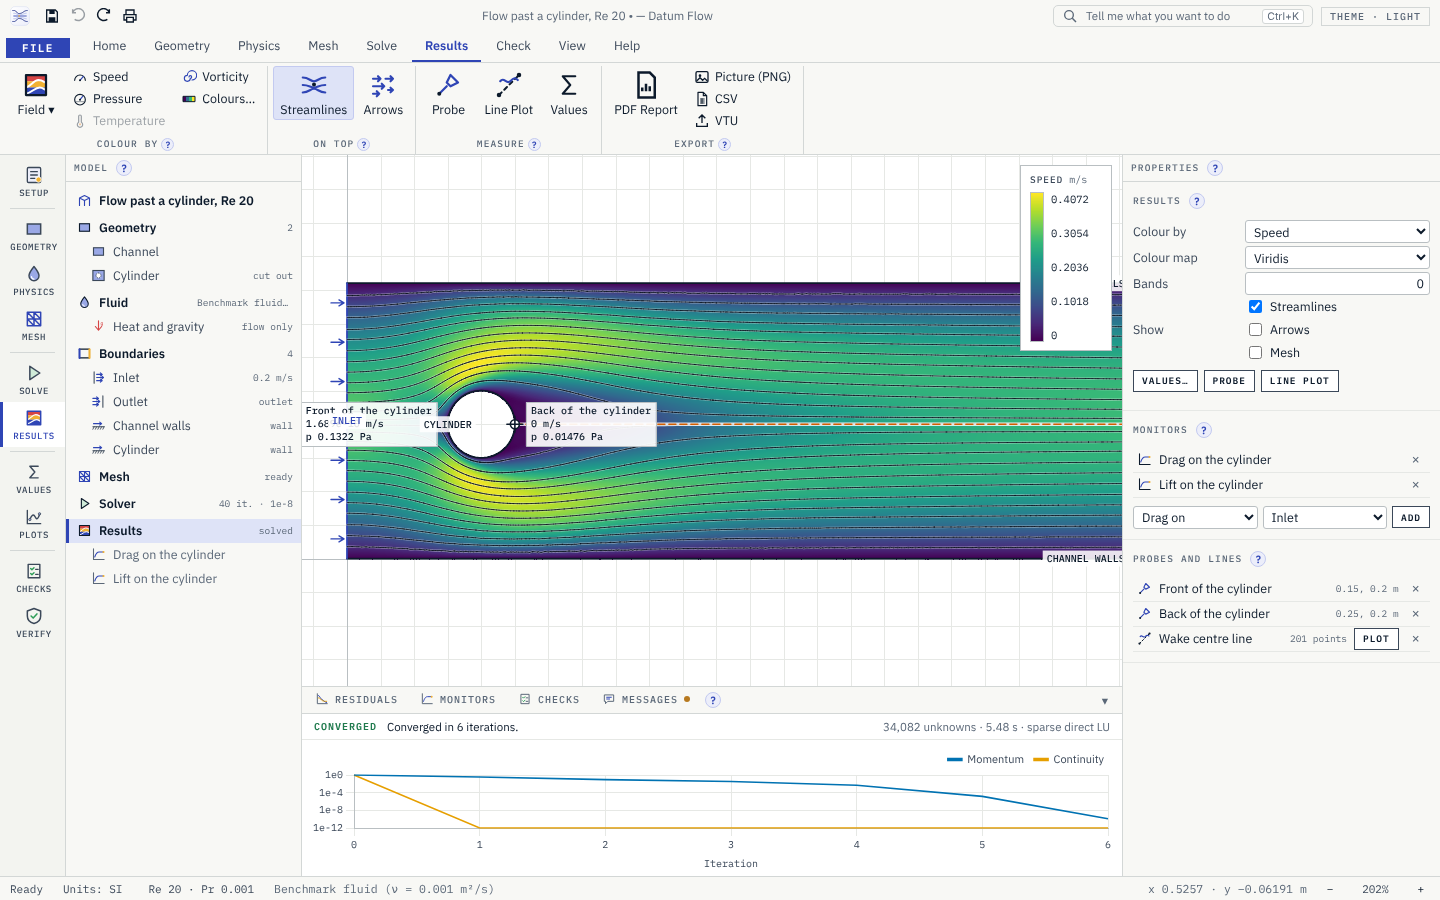 Flow past a cylinder, Re 20 • — Datum Flow
Tell me what you want to do
Ctrl+K
THEME · LIGHT
FILE
Home
Geometry
Physics
Mesh
Solve
Results
Check
View
Help
Field ▾
Speed
Pressure
Temperature
Vorticity
Colours…
COLOUR BY ?
Streamlines
Arrows
ON TOP ?
Probe
Line Plot
Values
MEASURE ?
PDF Report
Picture (PNG)
CSV
VTU
EXPORT ?
SETUP
GEOMETRY
PHYSICS
MESH
SOLVE
RESULTS
VALUES
PLOTS
CHECKS
VERIFY
MODEL ?
Flow past a cylinder, Re 20
Geometry 2
Channel
Cylinder cut out
Fluid Benchmark fluid…
Heat and gravity flow only
Boundaries 4
Inlet 0.2 m/s
Outlet outlet
Channel walls wall
Cylinder wall
Mesh ready
Solver 40 it. · 1e-8
Results solved
Drag on the cylinder
Lift on the cylinder
SPEED m/s
0.4072
0.3054
0.2036
0.1018
0
LS
Front of the cylinder
1.68 m/s
p 0.1322 Pa
INLET
CYLINDER
Back of the cylinder
0 m/s
p 0.01476 Pa
CHANNEL WALLS
RESIDUALS
MONITORS
CHECKS
MESSAGES
?
▼
CONVERGED Converged in 6 iterations.
34,082 unknowns · 5.48 s · sparse direct LU
Momentum
Continuity
1e0
1e-4
1e-8
1e-12
0 1 2 3 4 5 6
Iteration
PROPERTIES ?
RESULTS ?
Colour by Speed
Colour map Viridis
Bands 0
Show
Streamlines
Arrows
Mesh
VALUES…
PROBE
LINE PLOT
MONITORS ?
Drag on the cylinder ×
Lift on the cylinder ×
Drag on
Inlet
ADD
PROBES AND LINES ?
Front of the cylinder 0.15, 0.2 m ×
Back of the cylinder 0.25, 0.2 m ×
Wake centre line 201 points PLOT ×
Ready
Units: SI
Re 20 · Pr 0.001
Benchmark fluid (ν = 0.001 m²/s)
x 0.5257 · y −0.06191 m
−
202%
+